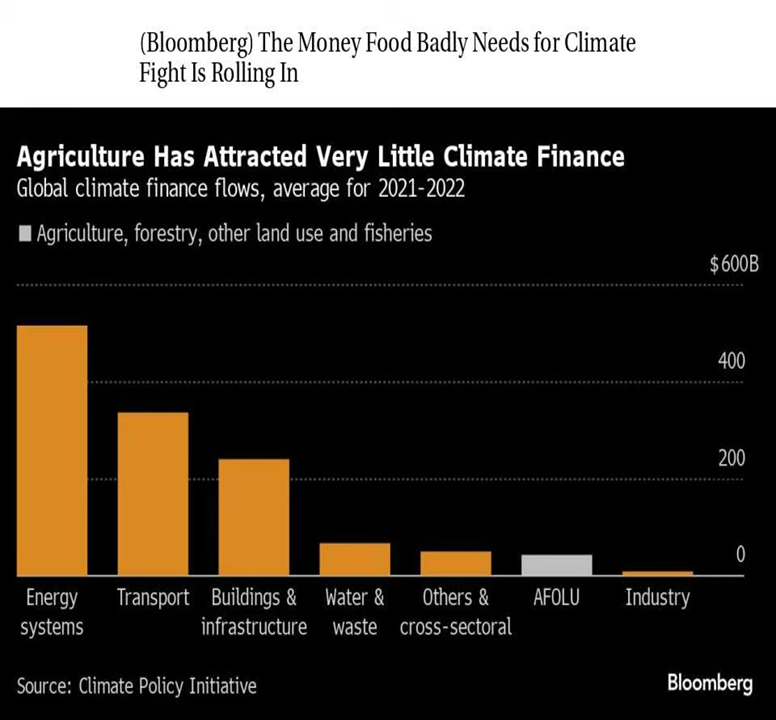 (Bloomberg) The Money Food Badly Needs for Climate
Fight Is Rolling In
Agriculture Has Attracted Very Little Climate Finance
Global climate finance flows, average for 2021-2022
Agriculture, forestry, other land use and fisheries
$600B
400
200
0
Energy systems
Transport
Buildings & infrastructure
Water & waste
Others & cross-sectoral
AFOLU
Industry
Source: Climate Policy Initiative
Bloomberg